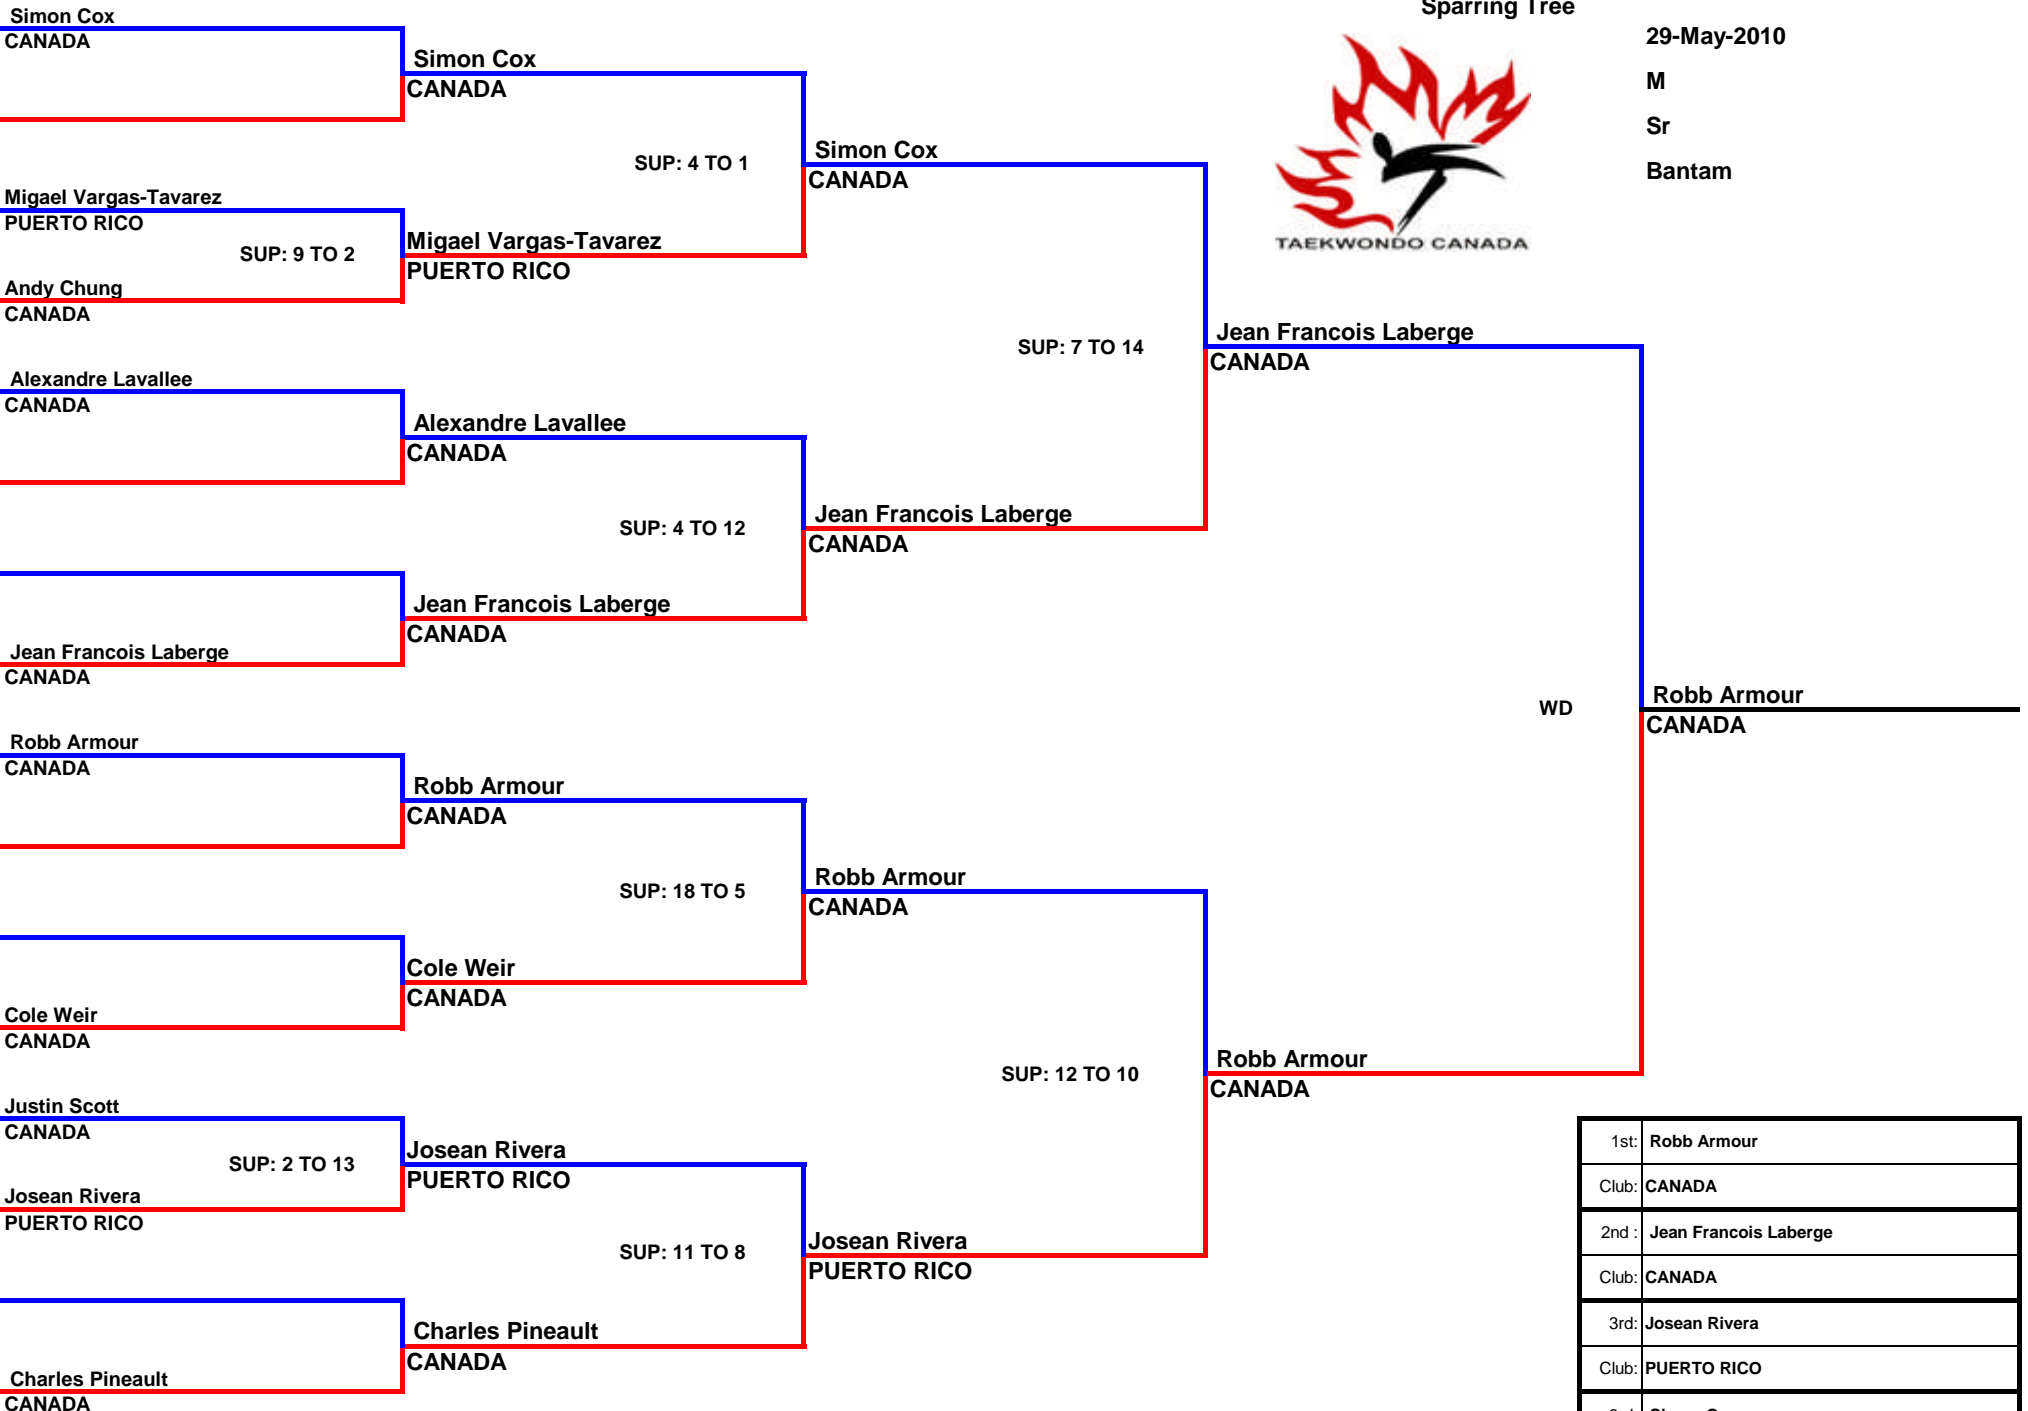 Sparring Tree
29-May-2010
M
Sr
Bantam
TAEKWONDO CANADA
Simon Cox
CANADA
Migael Vargas-Tavarez
PUERTO RICO
SUP: 9 TO 2
Andy Chung
CANADA
Alexandre Lavallee
CANADA
Jean Francois Laberge
CANADA
Robb Armour
CANADA
Cole Weir
CANADA
Justin Scott
CANADA
SUP: 2 TO 13
Josean Rivera
PUERTO RICO
Charles Pineault
CANADA
Simon Cox
CANADA
SUP: 4 TO 1
Migael Vargas-Tavarez
PUERTO RICO
Alexandre Lavallee
CANADA
SUP: 4 TO 12
Jean Francois Laberge
CANADA
Robb Armour
CANADA
SUP: 18 TO 5
Cole Weir
CANADA
Josean Rivera
PUERTO RICO
SUP: 11 TO 8
Charles Pineault
CANADA
Simon Cox
CANADA
SUP: 7 TO 14
Jean Francois Laberge
CANADA
Robb Armour
CANADA
SUP: 12 TO 10
Josean Rivera
PUERTO RICO
Jean Francois Laberge
CANADA
WD
Robb Armour
CANADA
Robb Armour
CANADA
1st: Robb Armour
Club: CANADA
2nd : Jean Francois Laberge
Club: CANADA
3rd: Josean Rivera
Club: PUERTO RICO